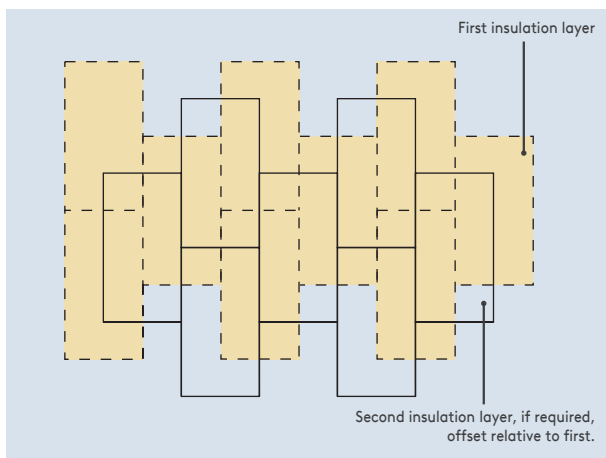 First insulation layer
Second insulation layer, if required,
offset relative to first.